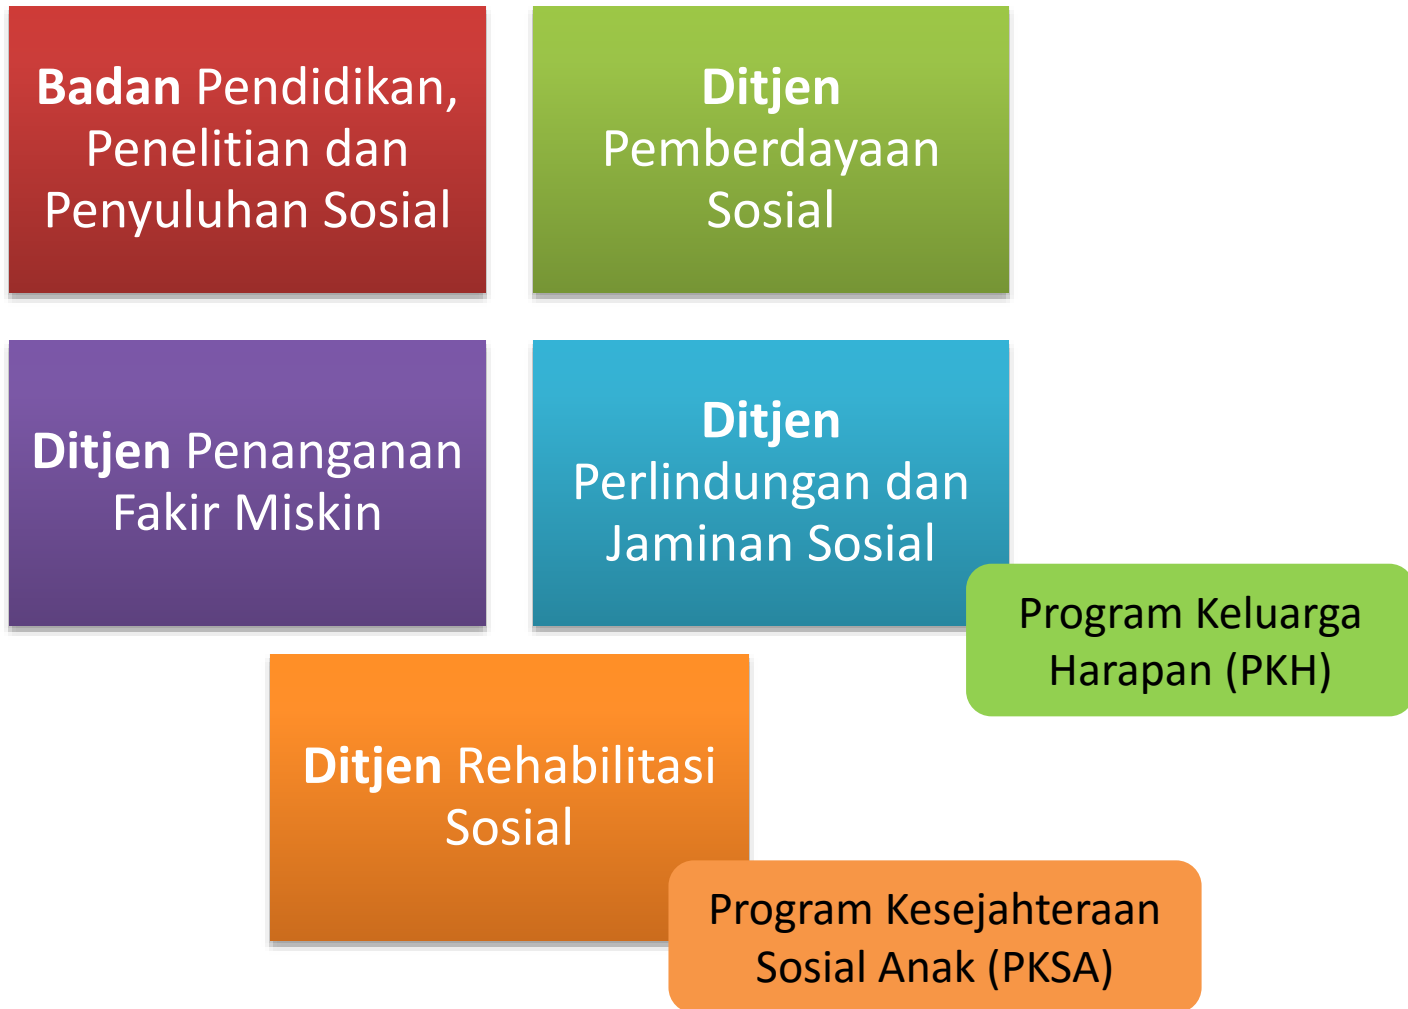 Badan Pendidikan,
Penelitian dan
Penyuluhan Sosial
Ditjen
Pemberdayaan
Sosial
Ditjen Penanganan
Fakir Miskin
Ditjen
Perlindungan dan
Jaminan Sosial
Program Keluarga
Harapan (PKH)
Ditjen Rehabilitasi
Sosial
Program Kesejahteraan
Sosial Anak (PKSA)